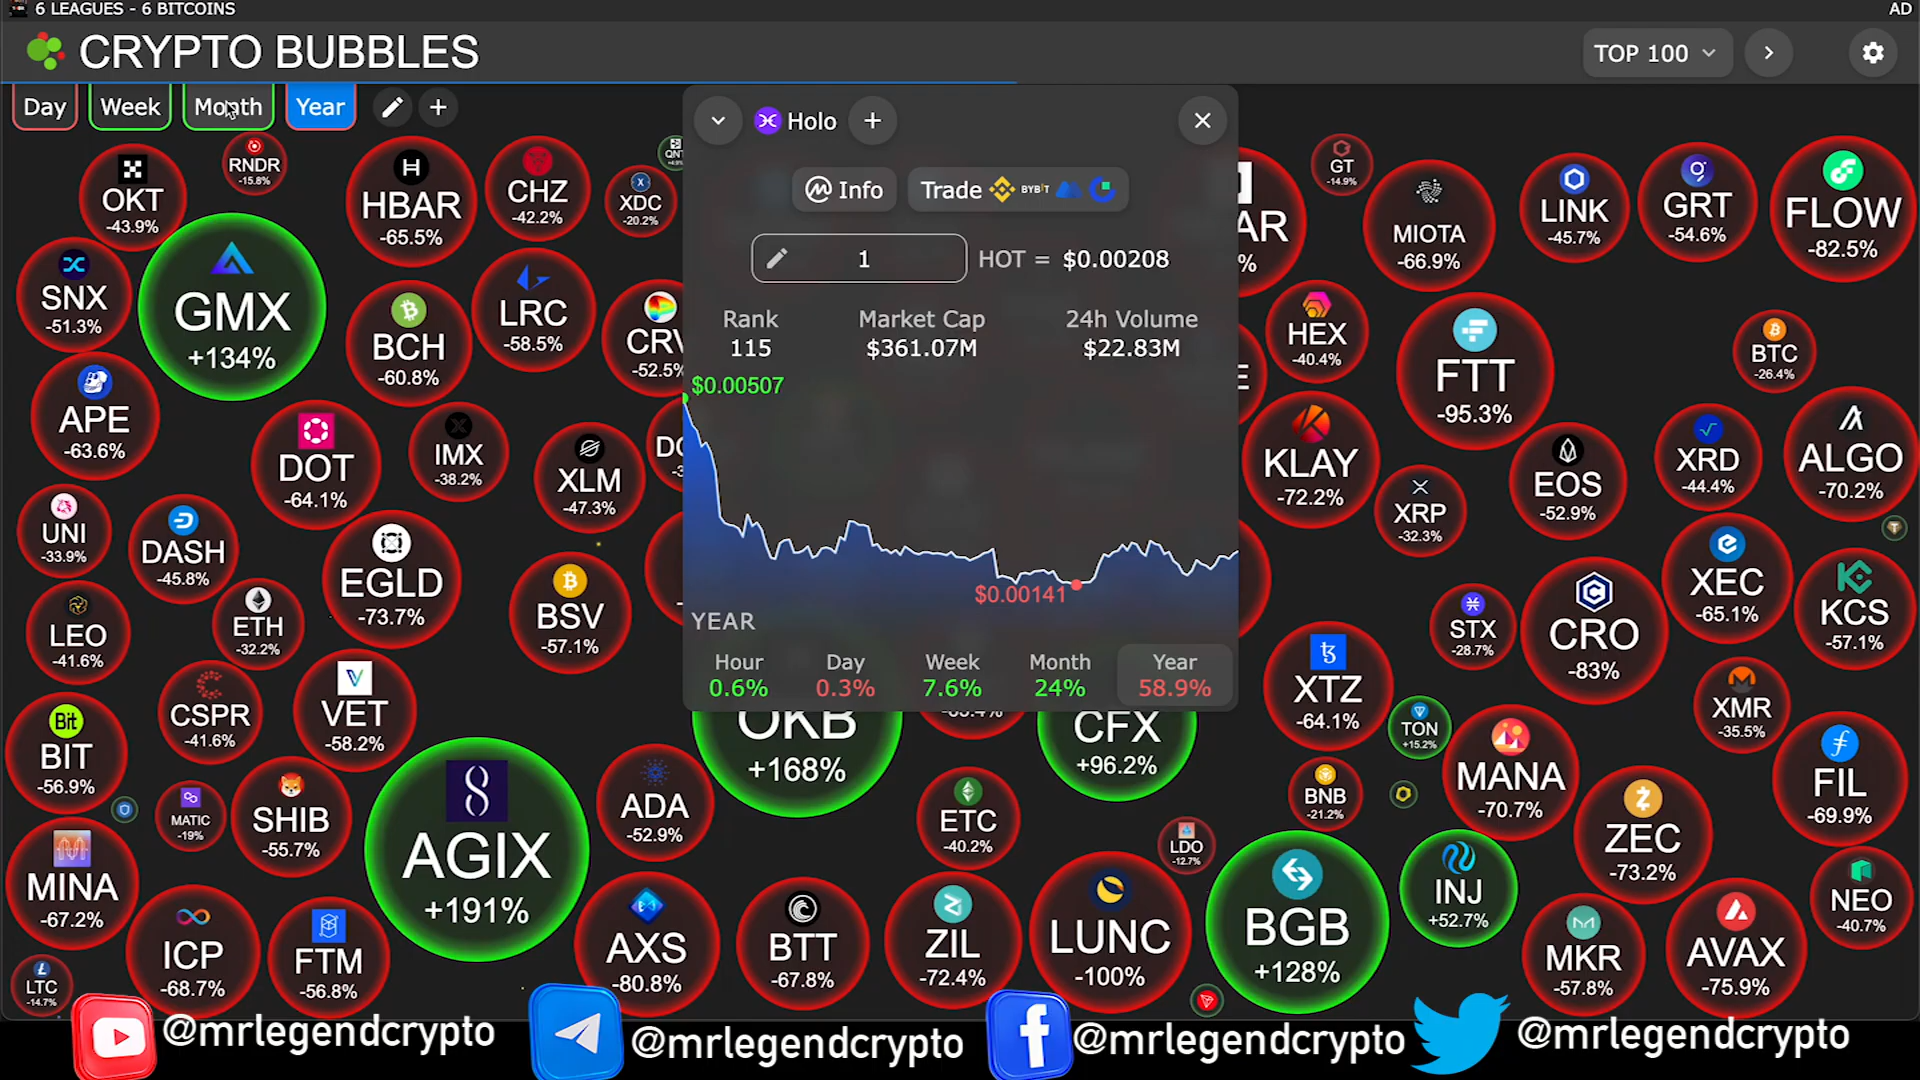 6 LEAGUES - 6 BITCOINS
AD
CRYPTO BUBBLES
TOP 100
Day
Week
Month
Year
Holo
Info
Trade
BYBIT
1
HOT = $0.00208
Rank
Market Cap
24h Volume
115
$361.07M
$22.83M
$0.00507
$0.00141
YEAR
Hour
Day
Week
Month
Year
0.6%
0.3%
7.6%
24%
58.9%
OKT
-43.9%
RNDR
-15.8%
HBAR
-65.5%
CHZ
-42.2%
XDC
-20.2%
QNT
SNX
-51.3%
GMX
+134%
BCH
-60.8%
LRC
-58.5%
CRV
-52.5%
APE
-63.6%
DOT
-64.1%
IMX
-38.2%
XLM
-47.3%
UNI
-33.9%
DASH
-45.8%
EGLD
-73.7%
BSV
-57.1%
LEO
-41.6%
ETH
-32.2%
CSPR
-41.6%
VET
-58.2%
BIT
-56.9%
MATIC
-19%
SHIB
-55.7%
AGIX
+191%
ADA
-52.9%
OKB
+168%
CFX
+96.2%
ETC
-40.2%
LDO
-12.7%
MINA
-67.2%
ICP
-68.7%
FTM
-56.8%
LTC
-14.7%
AXS
-80.8%
BTT
-67.8%
ZIL
-72.4%
LUNC
-100%
BGB
+128%
INJ
+52.7%
GT
-14.9%
AR
MIOTA
-66.9%
LINK
-45.7%
GRT
-54.6%
FLOW
-82.5%
HEX
-40.4%
FTT
-95.3%
BTC
-26.4%
KLAY
-72.2%
XRP
-32.3%
EOS
-52.9%
XRD
-44.4%
ALGO
-70.2%
XEC
-65.1%
KCS
-57.1%
STX
-28.7%
CRO
-83%
XTZ
-64.1%
TON
+15.2%
XMR
-35.5%
BNB
-21.2%
MANA
-70.7%
ZEC
-73.2%
FIL
-69.9%
NEO
-40.7%
MKR
-57.8%
AVAX
-75.9%
@mrlegendcrypto
@mrlegendcrypto
@mrlegendcrypto
@mrlegendcrypto